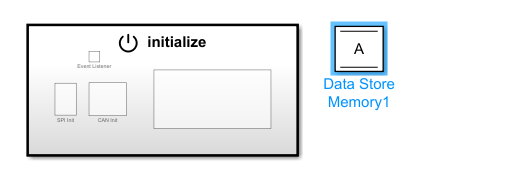 initialize
Event Listener
SPI Init
CAN Init
A
Data Store
Memory1